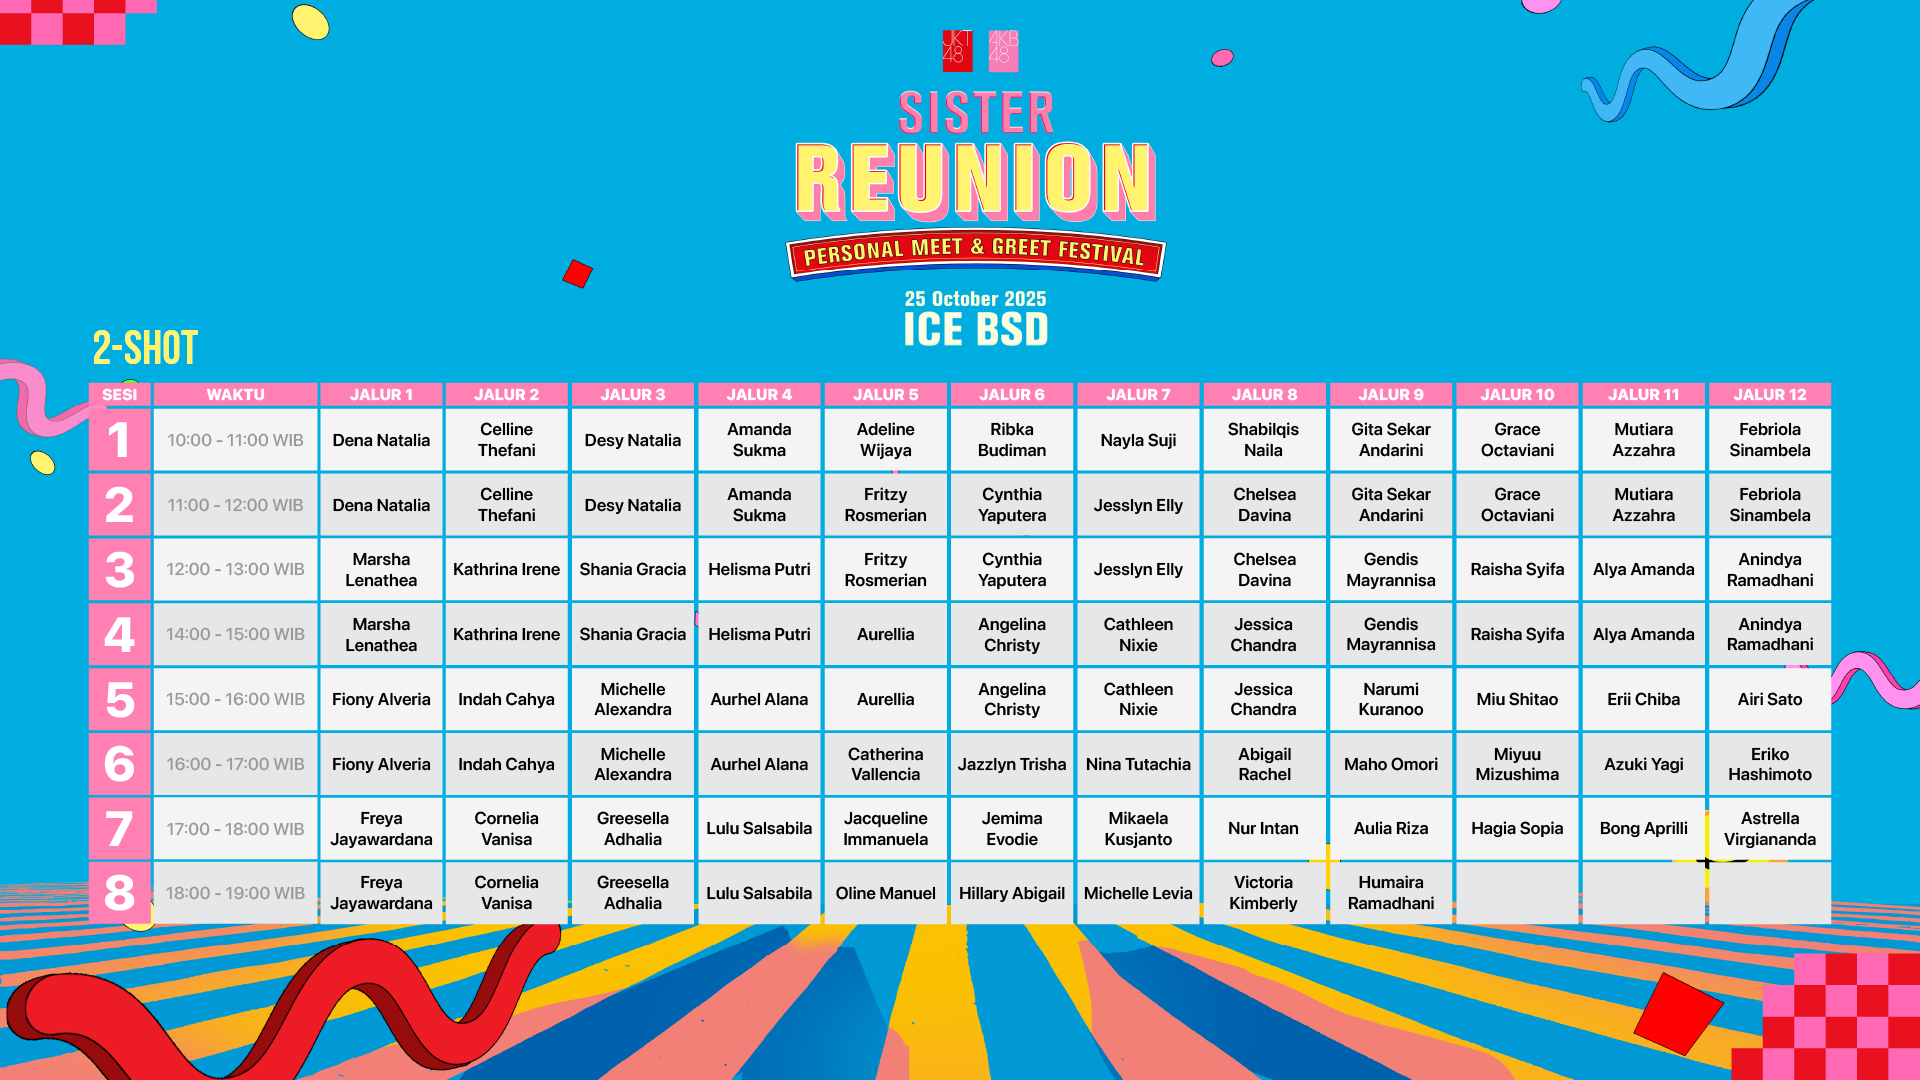 JKT AKB
48 48
SISTER
REUNION
PERSONAL MEET & GREET FESTIVAL
25 October 2025
ICE BSD
2-SHOT
SESI WAKTU JALUR 1 JALUR 2 JALUR 3 JALUR 4 JALUR 5 JALUR 6 JALUR 7 JALUR 8 JALUR 9 JALUR 10 JALUR 11 JALUR 12
1 10:00 - 11:00 WIB Dena Natalia Celline Thefani Desy Natalia Amanda Sukma Adeline Wijaya Ribka Budiman Nayla Suji Shabilqis Naila Gita Sekar Andarini Grace Octaviani Mutiara Azzahra Febriola Sinambela
2 11:00 - 12:00 WIB Dena Natalia Celline Thefani Desy Natalia Amanda Sukma Fritzy Rosmerian Cynthia Yaputera Jesslyn Elly Chelsea Davina Gita Sekar Andarini Grace Octaviani Mutiara Azzahra Febriola Sinambela
3 12:00 - 13:00 WIB Marsha Lenathea Kathrina Irene Shania Gracia Helisma Putri Fritzy Rosmerian Cynthia Yaputera Jesslyn Elly Chelsea Davina Gendis Mayrannisa Raisha Syifa Alya Amanda Anindya Ramadhani
4 14:00 - 15:00 WIB Marsha Lenathea Kathrina Irene Shania Gracia Helisma Putri Aurellia Angelina Christy Cathleen Nixie Jessica Chandra Gendis Mayrannisa Raisha Syifa Alya Amanda Anindya Ramadhani
5 15:00 - 16:00 WIB Fiony Alveria Indah Cahya Michelle Alexandra Aurhel Alana Aurellia Angelina Christy Cathleen Nixie Jessica Chandra Narumi Kuranoo Miu Shitao Erii Chiba Airi Sato
6 16:00 - 17:00 WIB Fiony Alveria Indah Cahya Michelle Alexandra Aurhel Alana Catherina Vallencia Jazzlyn Trisha Nina Tutachia Abigail Rachel Maho Omori Miyuu Mizushima Azuki Yagi Eriko Hashimoto
7 17:00 - 18:00 WIB Freya Jayawardana Cornelia Vanisa Greesella Adhalia Lulu Salsabila Jacqueline Immanuela Jemima Evodie Mikaela Kusjanto Nur Intan Aulia Riza Hagia Sopia Bong Aprilli Astrella Virgiananda
8 18:00 - 19:00 WIB Freya Jayawardana Cornelia Vanisa Greesella Adhalia Lulu Salsabila Oline Manuel Hillary Abigail Michelle Levia Victoria Kimberly Humaira Ramadhani